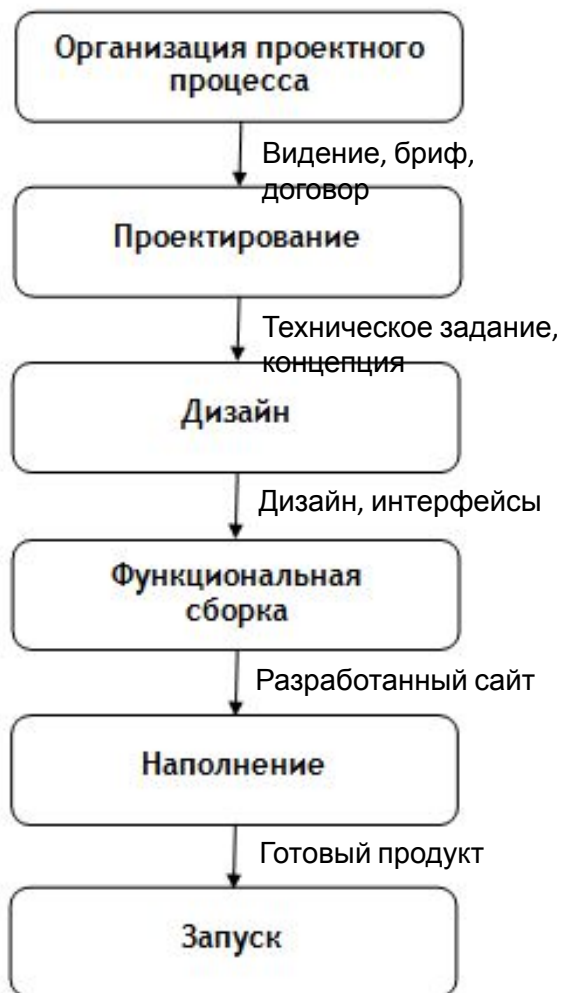 Организация проектного
процесса
Видение, бриф,
договор
Проектирование
Техническое задание,
концепция
Дизайн
Дизайн, интерфейсы
Функциональная
сборка
Разработанный сайт
Наполнение
Готовый продукт
Запуск